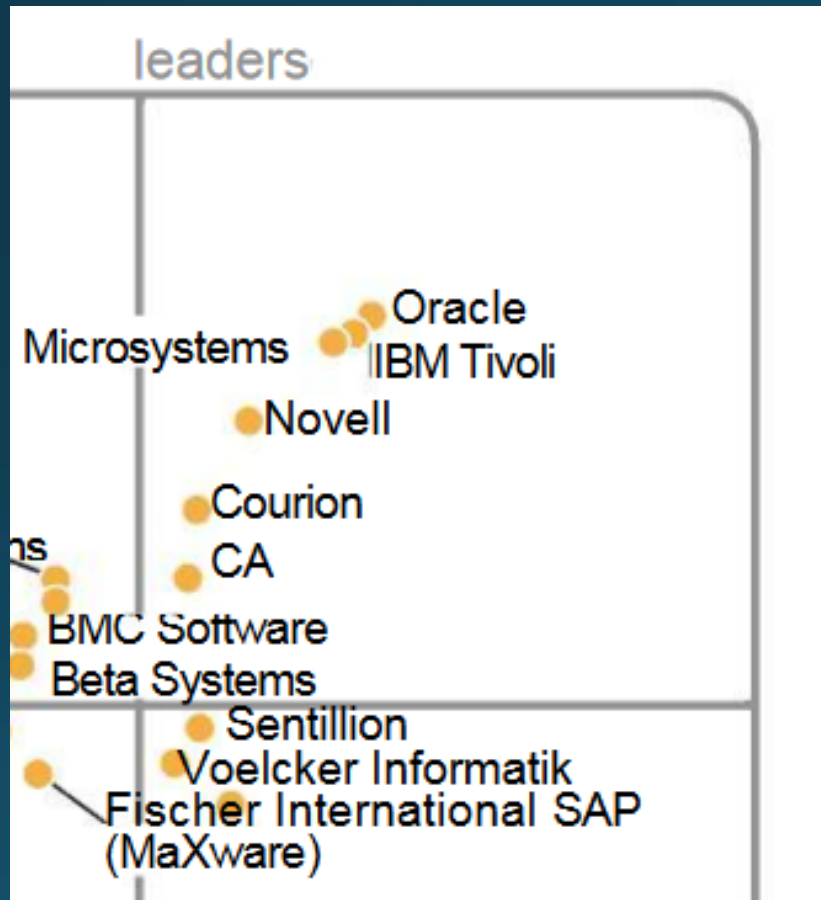 leaders
Oracle
Microsystems
IBM Tivoli
Novell
Courion
ns
CA
BMC Software
Beta Systems
Sentillion
Voelcker Informatik
Fischer International SAP
(MaXware)